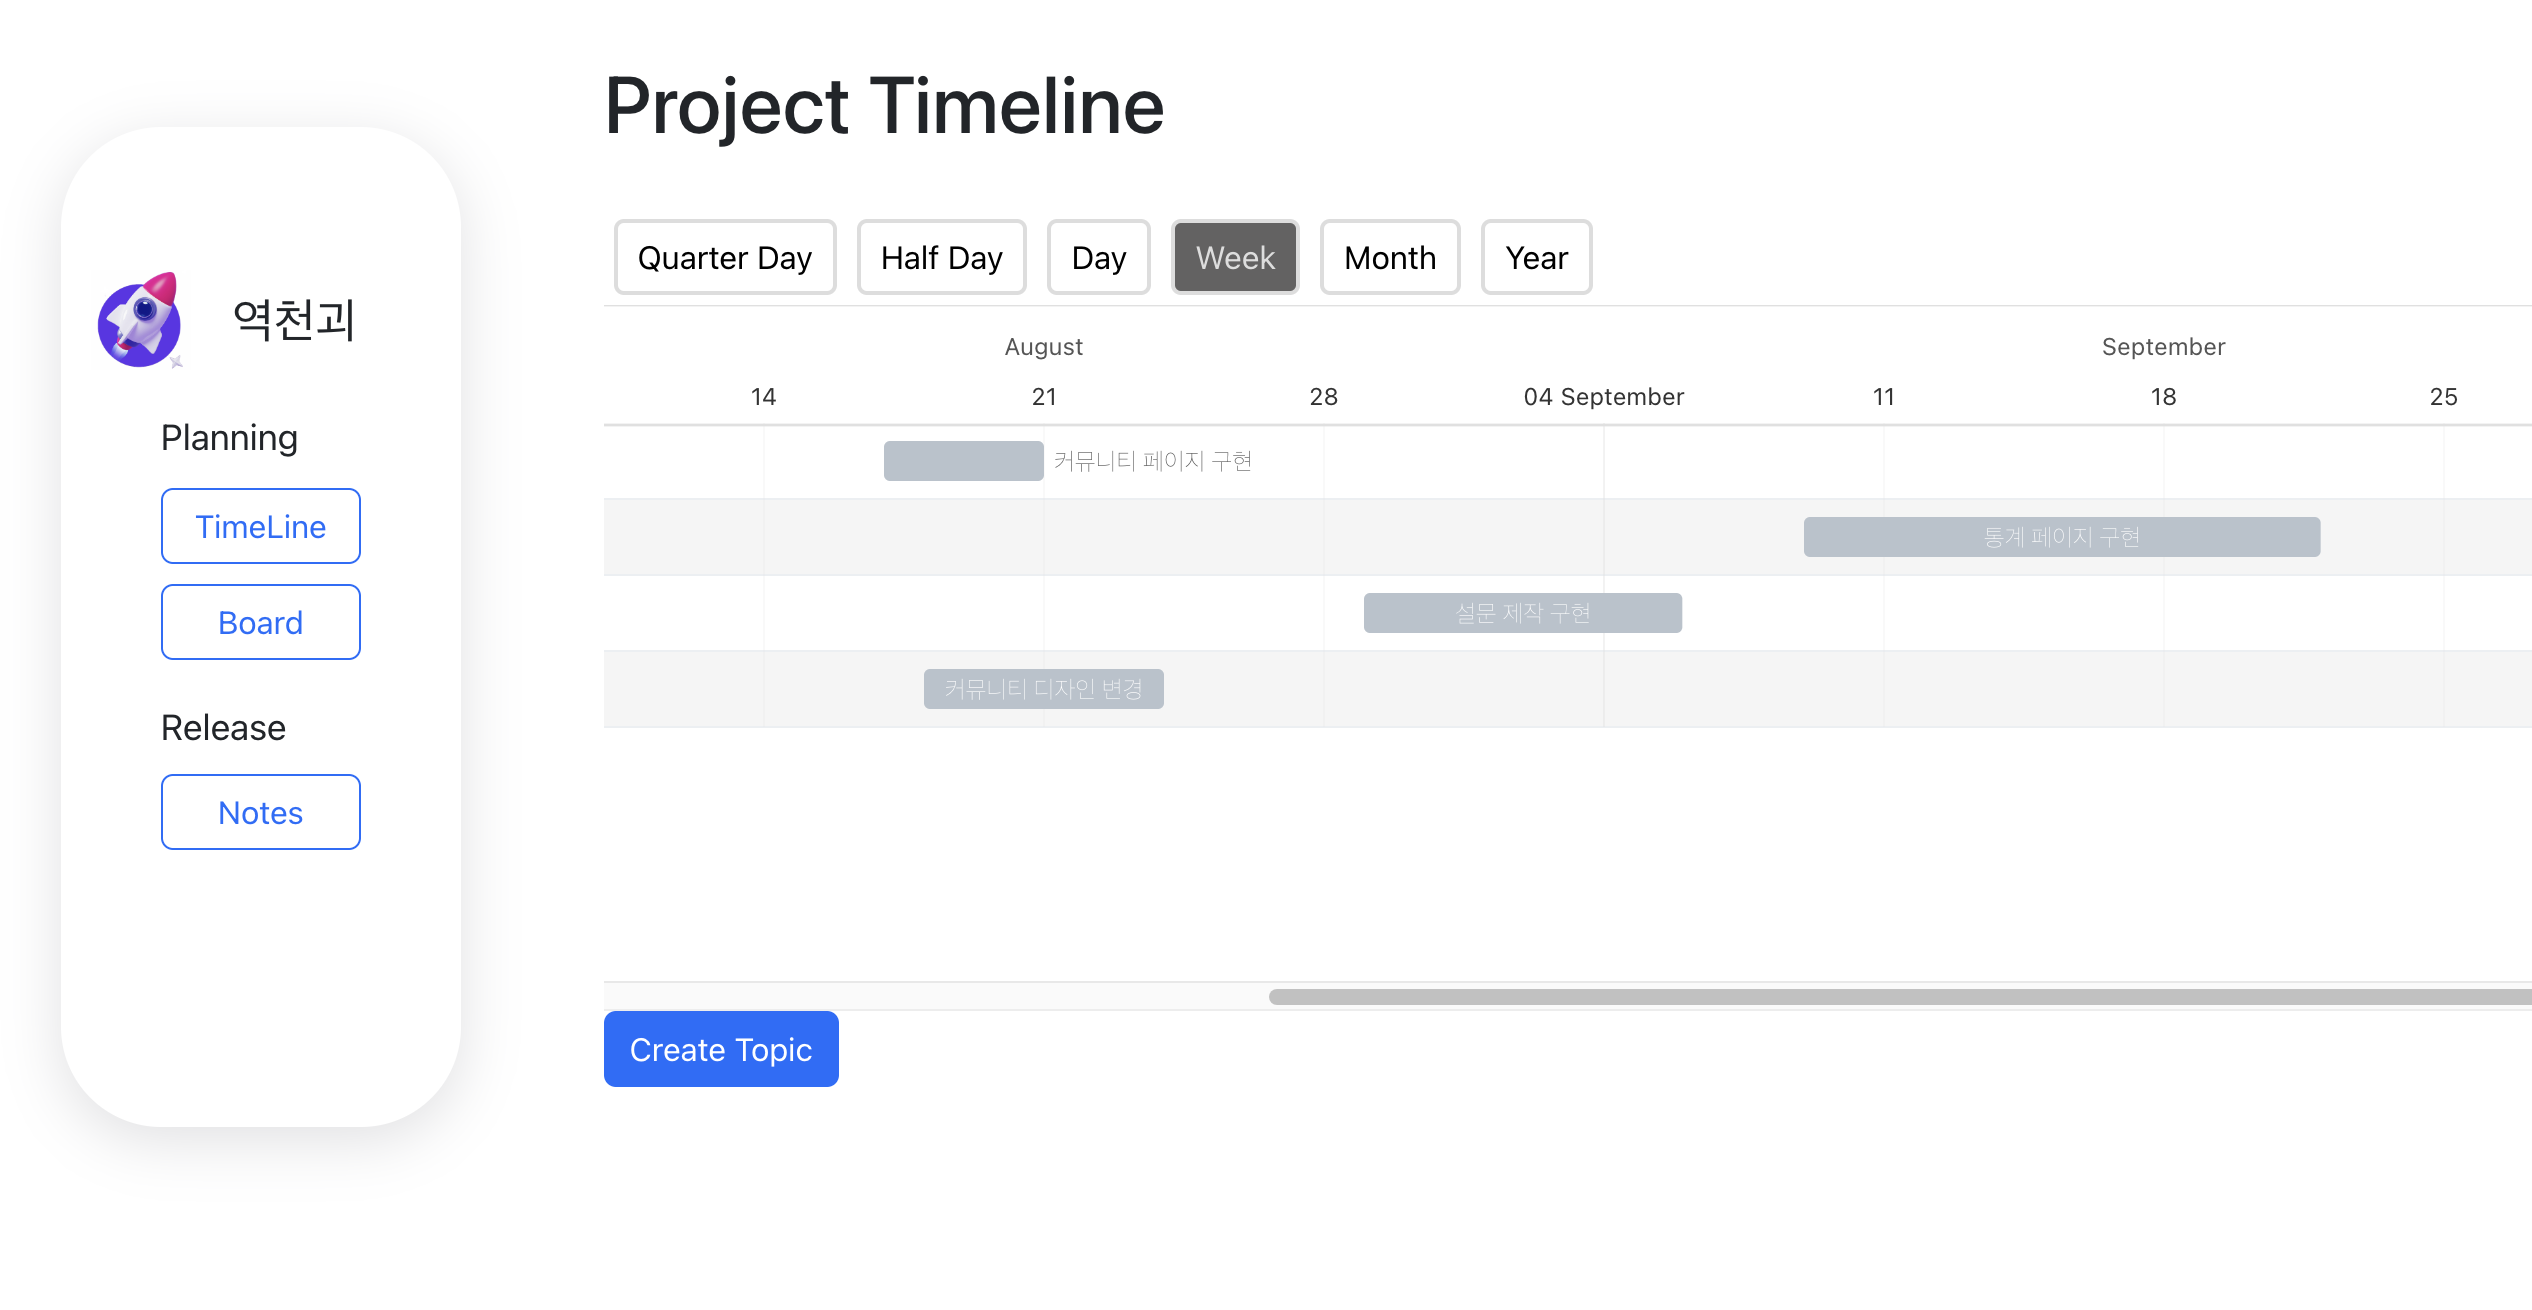 Project Timeline
역천괴
Planning
TimeLine
Board
Release
Notes
Quarter Day
Half Day
Day
Week
Month
Year
August
September
14
21
28
04 September
11
18
25
커뮤니티 페이지 구현
통계 페이지 구현
설문 제작 구현
커뮤니티 디자인 변경
Create Topic